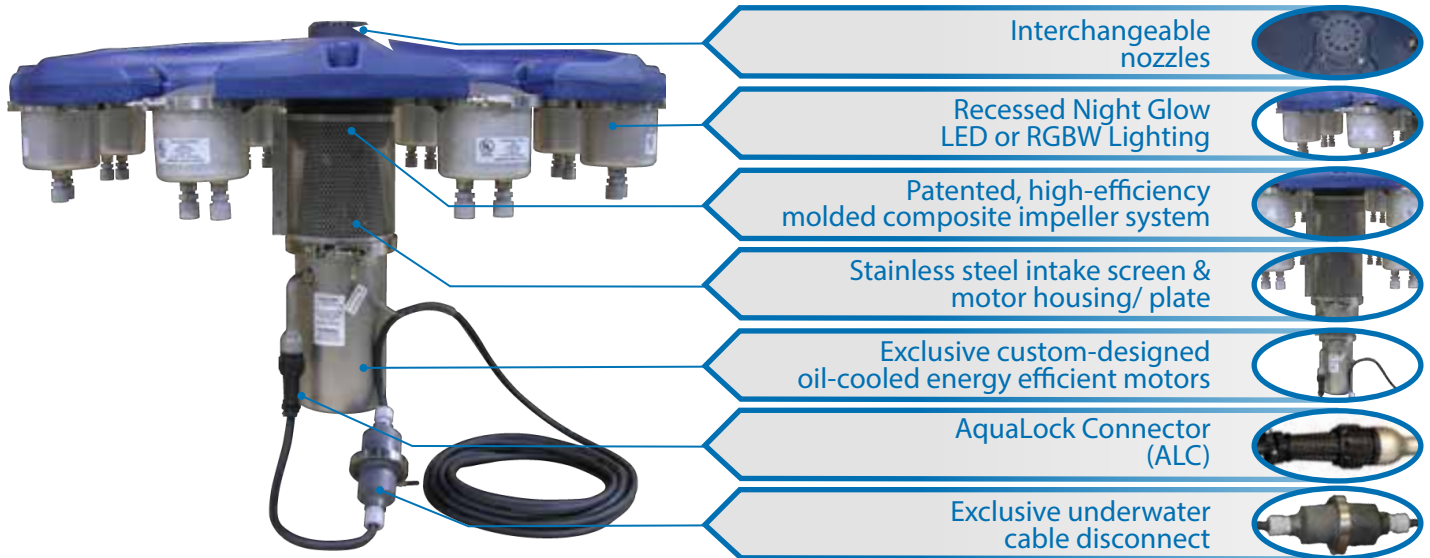 Interchangeable
nozzles
Recessed Night Glow
LED or RGBW Lighting
Patented, high-efficiency
molded composite impeller system
Stainless steel intake screen &
motor housing/ plate
Exclusive custom-designed
oil-cooled energy efficient motors
AquaLock Connector
(ALC)
Exclusive underwater
cable disconnect